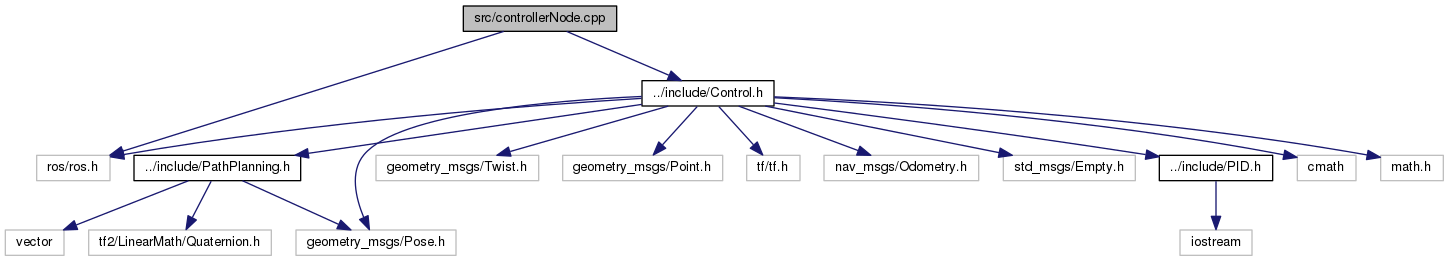 src/controllerNode.cpp
../include/Control.h
ros/ros.h
../include/PathPlanning.h
geometry_msgs/Twist.h
geometry_msgs/Point.h
tf/tf.h
nav_msgs/Odometry.h
std_msgs/Empty.h
../include/PID.h
cmath
math.h
vector
tf2/LinearMath/Quaternion.h
geometry_msgs/Pose.h
iostream